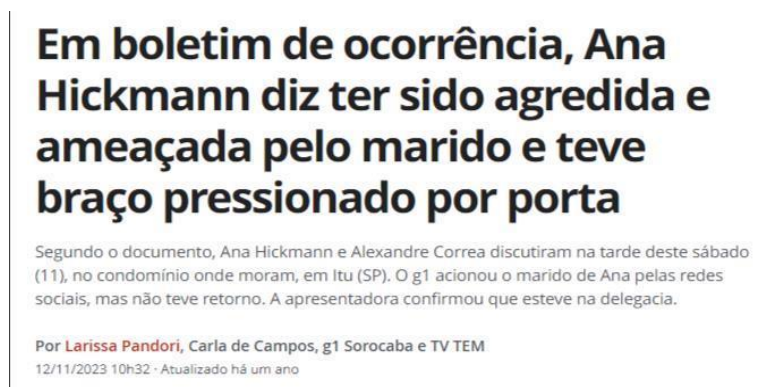 Em boletim de ocorrência, Ana
Hickmann diz ter sido agredida e
ameaçada pelo marido e teve
braço pressionado por porta
Segundo o documento, Ana Hickmann e Alexandre Correa discutiram na tarde deste sábado
(11), no condomínio onde moram, em Itu (SP). O g1 acionou o marido de Ana pelas redes
sociais, mas não teve retorno. A apresentadora confirmou que esteve na delegacia.
Por Larissa Pandori, Carla de Campos, g1 Sorocaba e TV TEM
12/11/2023 10h32 · Atualizado há um ano